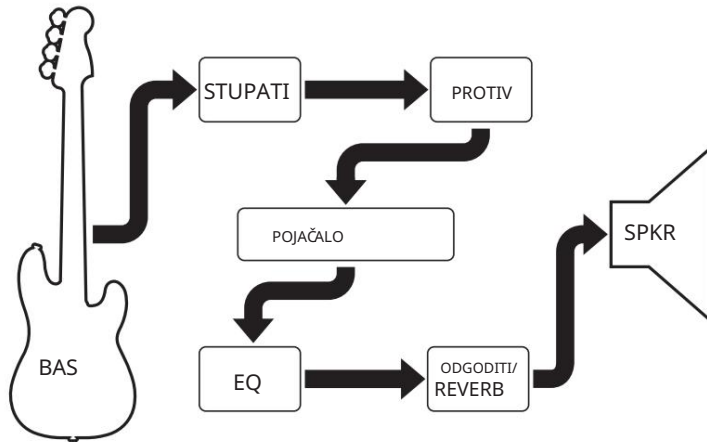 STUPATI
PROTIV
POJAČALO
SPKR
BAS
EQ
ODGODITI/
REVERB